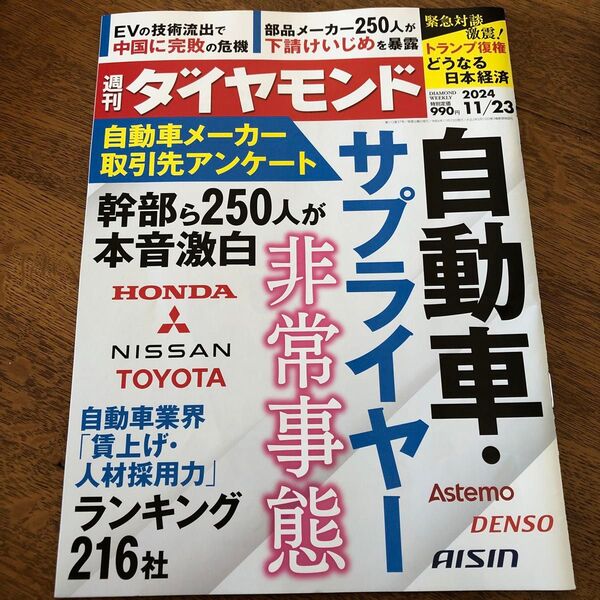 EVの技術流出で
中国に完敗の危機
部品メーカー250人が
下請けいじめを暴露
緊急対談
激震!
トランプ復権
どうなる
日本経済
週刊
ダイヤモンド
DIAMOND
WEEKLY
特別定価
990円
2024
11/23
自動車メーカー
取引先アンケート
自動車・
サプライヤー
非常事態
幹部ら250人が
本音激白
HONDA
NISSAN
TOYOTA
自動車業界
「賃上げ・
人材採用力」
ランキング
216社
Astemo
DENSO
AISIN